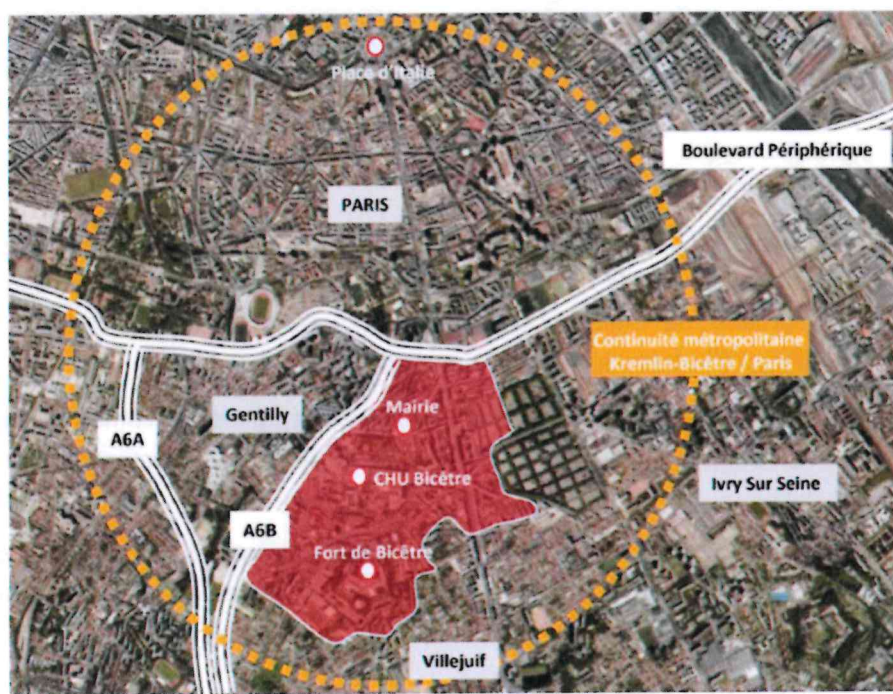 Place d'Italie
Boulevard Périphérique
PARIS
Continuité métropolitaine
Kremlin-Bicêtre / Paris
Mairie
Gentilly
A6A
CHU Bicêtre
Ivry Sur Seine
A6B
Fort de Bicêtre
Villejuif